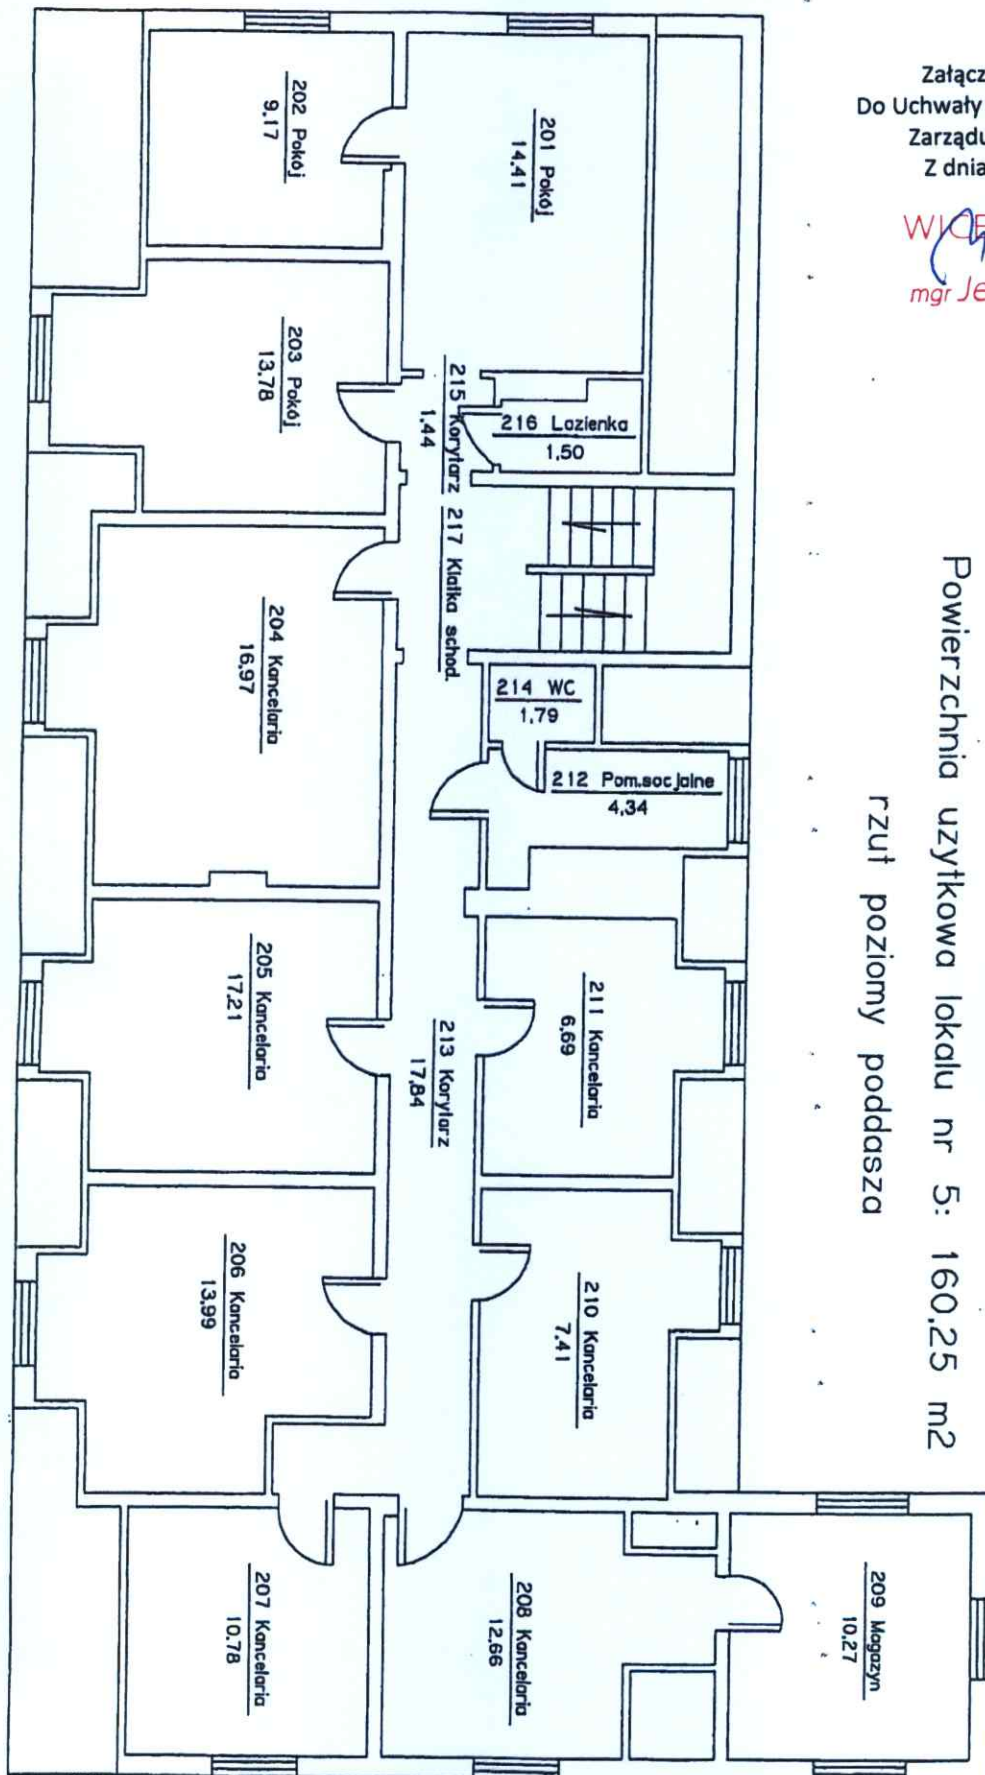 Załącz
Do Uchwały
Zarządu
Z dnia
mgr Je
Powierzchnia uzytkowa lokalu nr 5: 160,25 m2
rzut poziomy poddasza
202 Pokój
9,17
201 Pokój
14,41
203 Pokój
13,78
215 Korytarz
1,44
216 Lazienka
1,50
217 Klatka schod.
204 Kancelaria
16,97
214 WC
1,79
212 Pom.socjalne
4,34
205 Kancelaria
17,21
213 Korytarz
17,84
211 Kancelaria
6,69
206 Kancelaria
13,99
210 Kancelaria
7,41
207 Kancelaria
10,78
208 Kancelaria
12,66
209 Magazyn
10,27